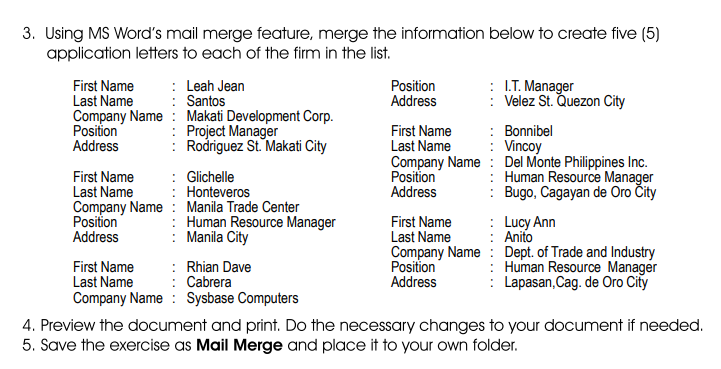 3. Using MS Word's mail merge feature, merge the information below to create five (5)
application letters to each of the firm in the list.
First Name : Leah Jean
Last Name : Santos
Company Name : Makati Development Corp.
Position : Project Manager
Address : Rodriguez St. Makati City
First Name : Glichelle
Last Name : Honteveros
Company Name : Manila Trade Center
Position : Human Resource Manager
Address : Manila City
First Name : Rhian Dave
Last Name : Cabrera
Company Name : Sysbase Computers
Position : I.T. Manager
Address : Velez St. Quezon City
First Name : Bonnibel
Last Name : Vincoy
Company Name : Del Monte Philippines Inc.
Position : Human Resource Manager
Address : Bugo, Cagayan de Oro City
First Name : Lucy Ann
Last Name : Anito
Company Name : Dept. of Trade and Industry
Position : Human Resource Manager
Address : Lapasan,Cag. de Oro City
4. Preview the document and print. Do the necessary changes to your document if needed.
5. Save the exercise as Mail Merge and place it to your own folder.